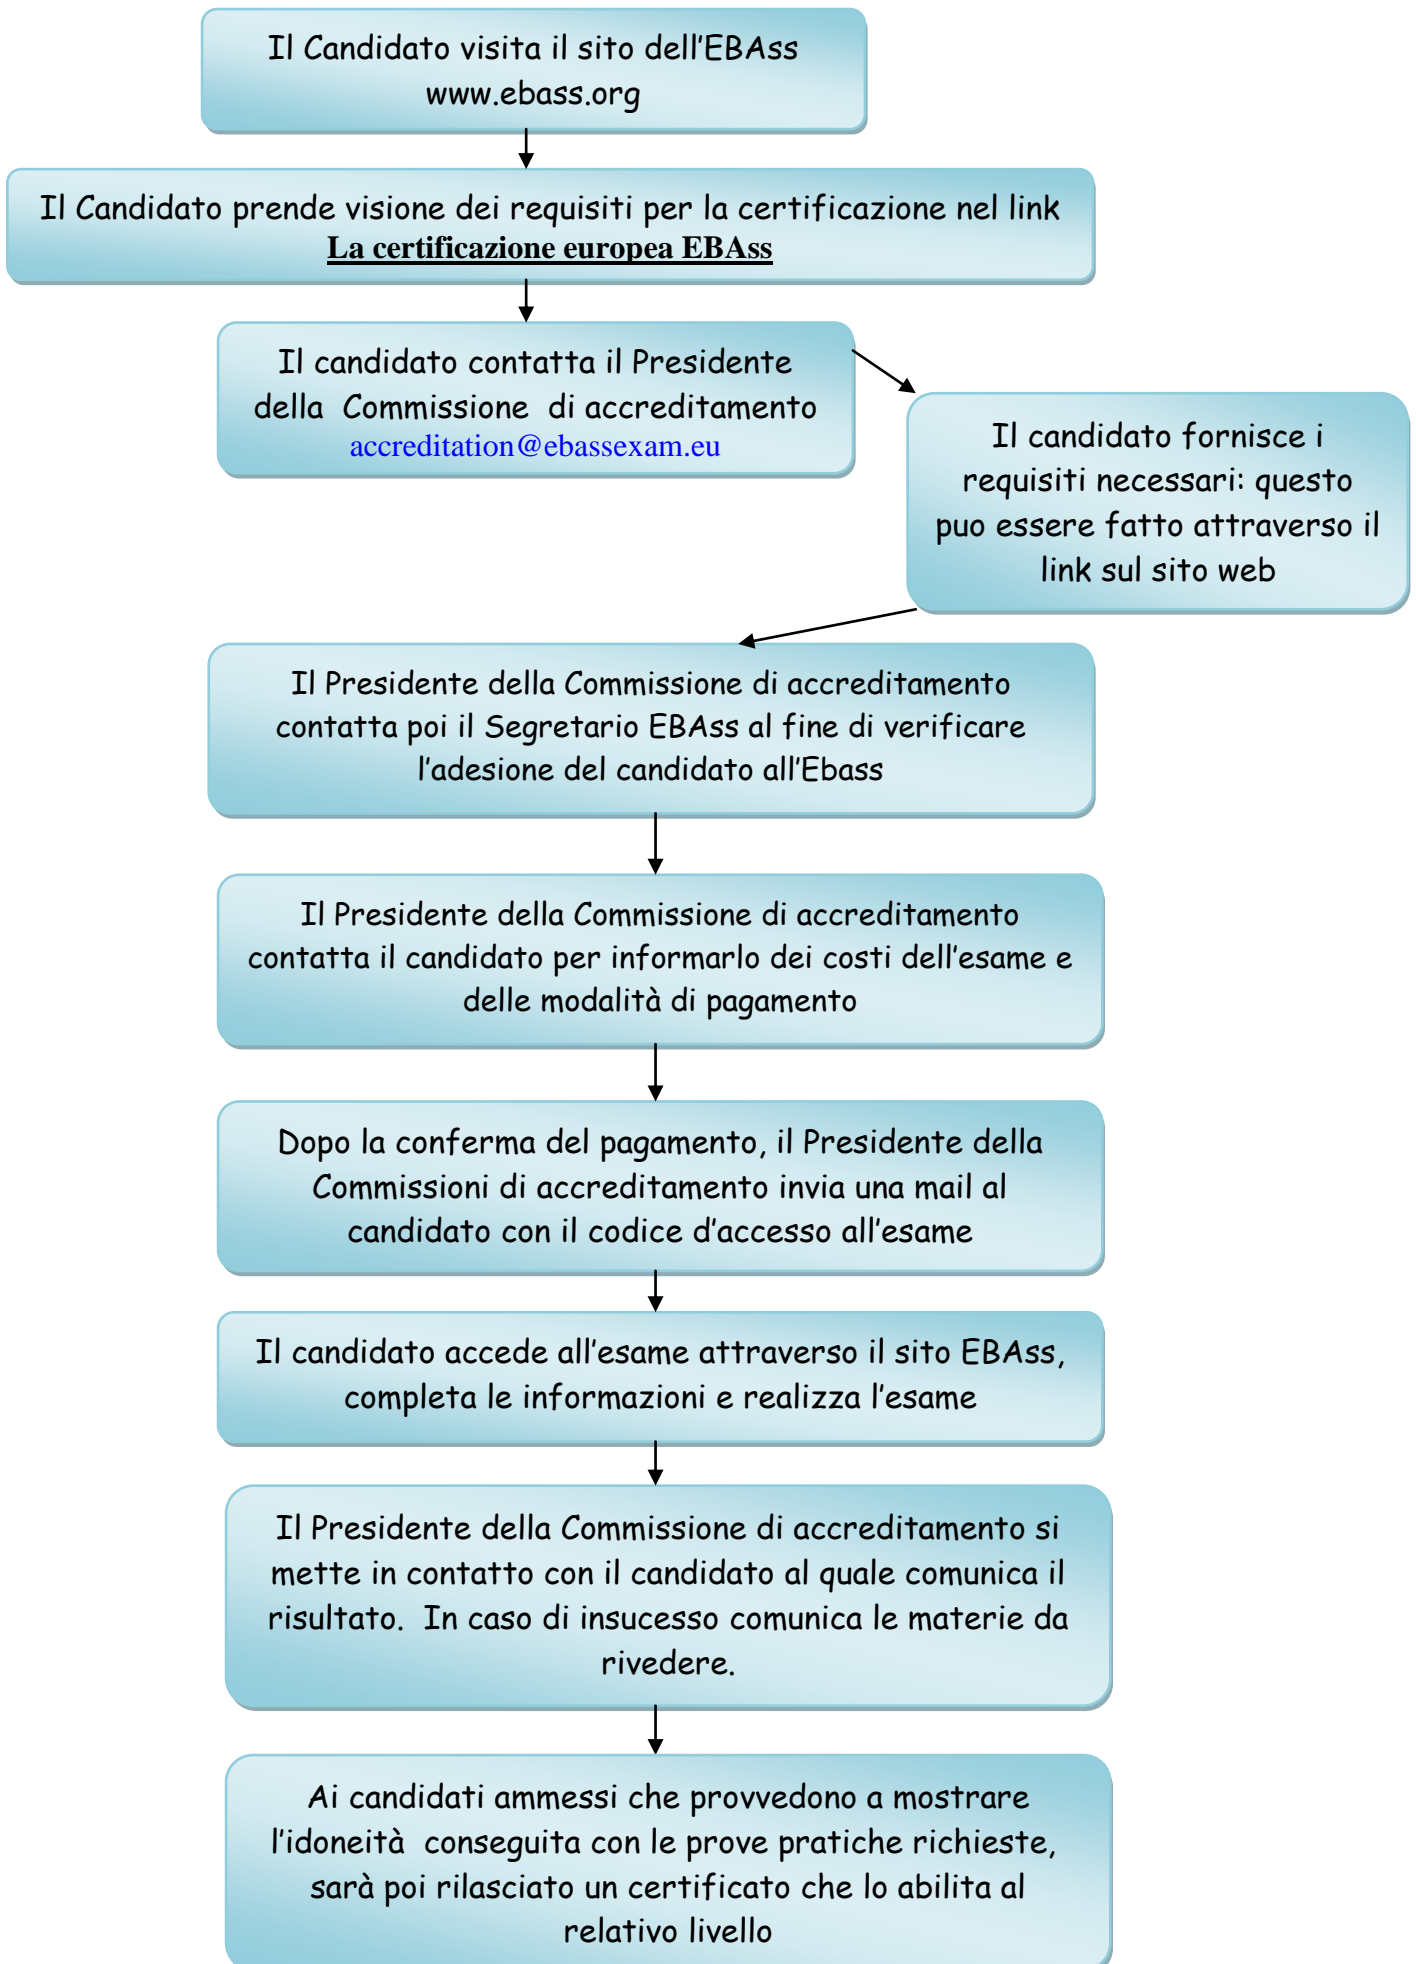 Il Candidato visita il sito dell'EBAss
www.ebass.org
Il Candidato prende visione dei requisiti per la certificazione nel link
La certificazione europea EBAss
Il candidato contatta il Presidente
della Commissione di accreditamento
accreditation@ebassexam.eu
Il candidato fornisce i
requisiti necessari: questo
puo essere fatto attraverso il
link sul sito web
Il Presidente della Commissione di accreditamento
contatta poi il Segretario EBAss al fine di verificare
l'adesione del candidato all'Ebass
Il Presidente della Commissione di accreditamento
contatta il candidato per informarlo dei costi dell'esame e
delle modalità di pagamento
Dopo la conferma del pagamento, il Presidente della
Commissioni di accreditamento invia una mail al
candidato con il codice d'accesso all'esame
Il candidato accede all'esame attraverso il sito EBAss,
completa le informazioni e realizza l'esame
Il Presidente della Commissione di accreditamento si
mette in contatto con il candidato al quale comunica il
risultato. In caso di insucesso comunica le materie da
rivedere.
Ai candidati ammessi che provvedono a mostrare
l'idoneità conseguita con le prove pratiche richieste,
sarà poi rilasciato un certificato che lo abilita al
relativo livello